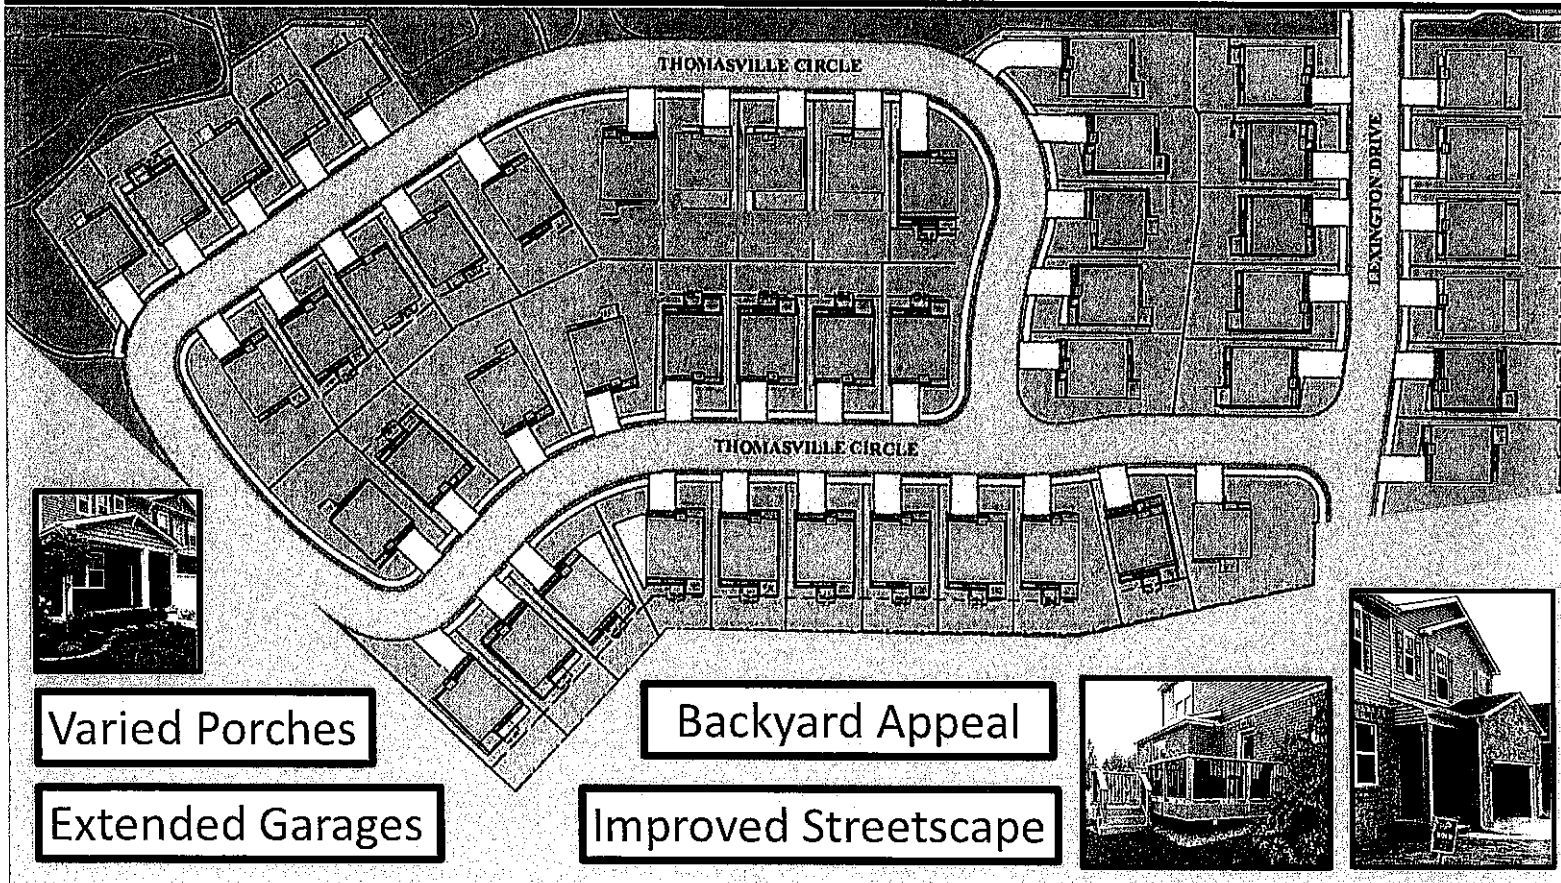 THOMASVILLE CIRCLE
LEXINGTON DRIVE
THOMASVILLE CIRCLE
Varied Porches
Backyard Appeal
Extended Garages
Improved Streetscape